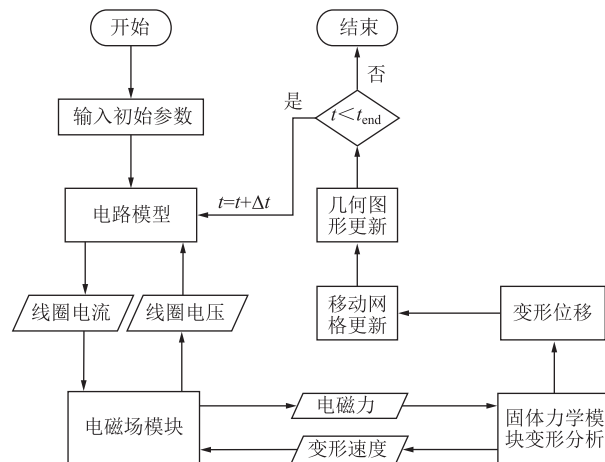 开始
结束
否
是
t＜tend
输入初始参数
t=t+Δt
电路模型
几何图
形更新
线圈电流
线圈电压
移动网
格更新
变形位移
电磁场模块
电磁力
变形速度
固体力学模
块变形分析